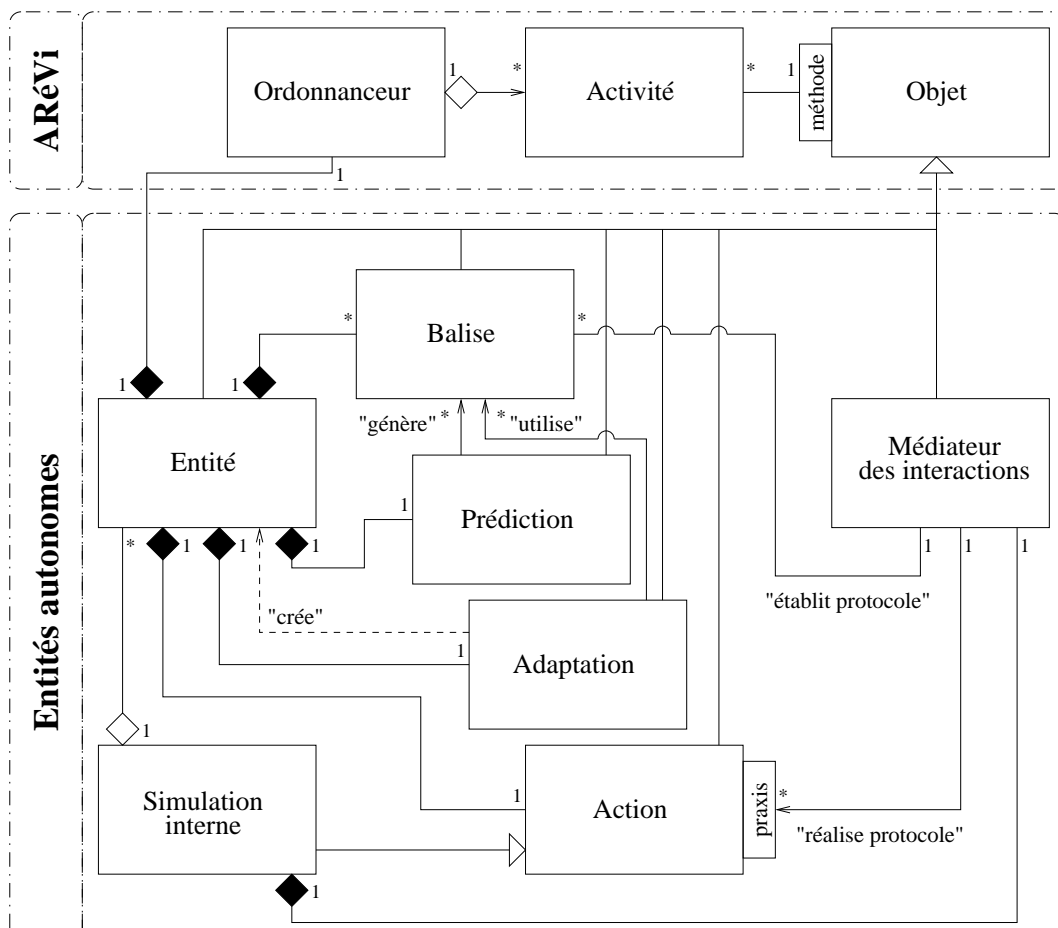 ARéVi
Ordonnanceur
1
*
Activité
*
1
méthode
Objet
1
Entités autonomes
*
Balise
*
1
1
"génère"
*
*
"utilise"
Entité
Médiateur
des interactions
1
Prédiction
*
1
1
1
1
1
1
"crée"
"établit protocole"
1
Adaptation
1
Simulation
interne
1
Action
praxis
*
"réalise protocole"
1